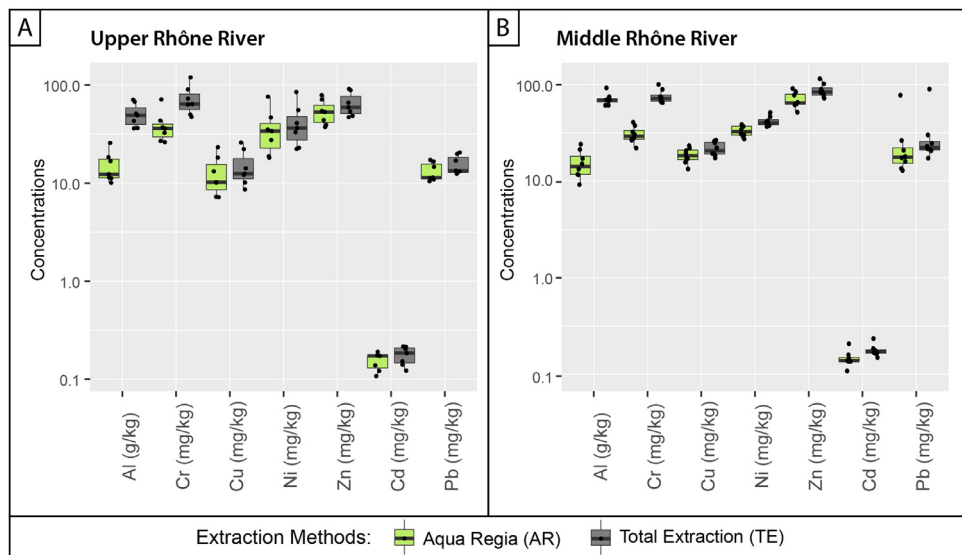 A
Upper Rhône River
Concentrations
100.0
10.0
1.0
0.1
Al (g/kg)
Cr (mg/kg)
Cu (mg/kg)
Ni (mg/kg)
Zn (mg/kg)
Cd (mg/kg)
Pb (mg/kg)
B
Middle Rhône River
Concentrations
100.0
10.0
1.0
0.1
Al (g/kg)
Cr (mg/kg)
Cu (mg/kg)
Ni (mg/kg)
Zn (mg/kg)
Cd (mg/kg)
Pb (mg/kg)
Extraction Methods: Aqua Regia (AR) Total Extraction (TE)